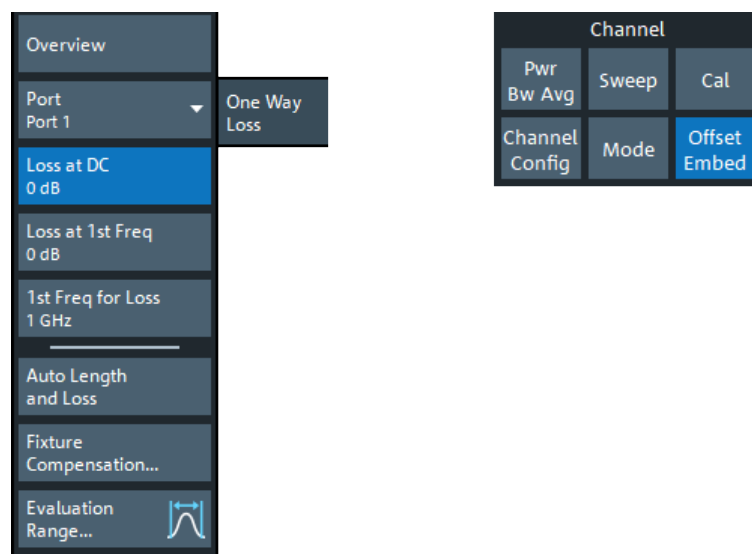 Overview
Port
Port 1
One Way
Loss
Loss at DC
0 dB
Loss at 1st Freq
0 dB
1st Freq for Loss
1 GHz
Auto Length
and Loss
Fixture
Compensation...
Evaluation
Range...
Channel
Pwr
Bw Avg
Sweep
Cal
Channel
Config
Mode
Offset
Embed